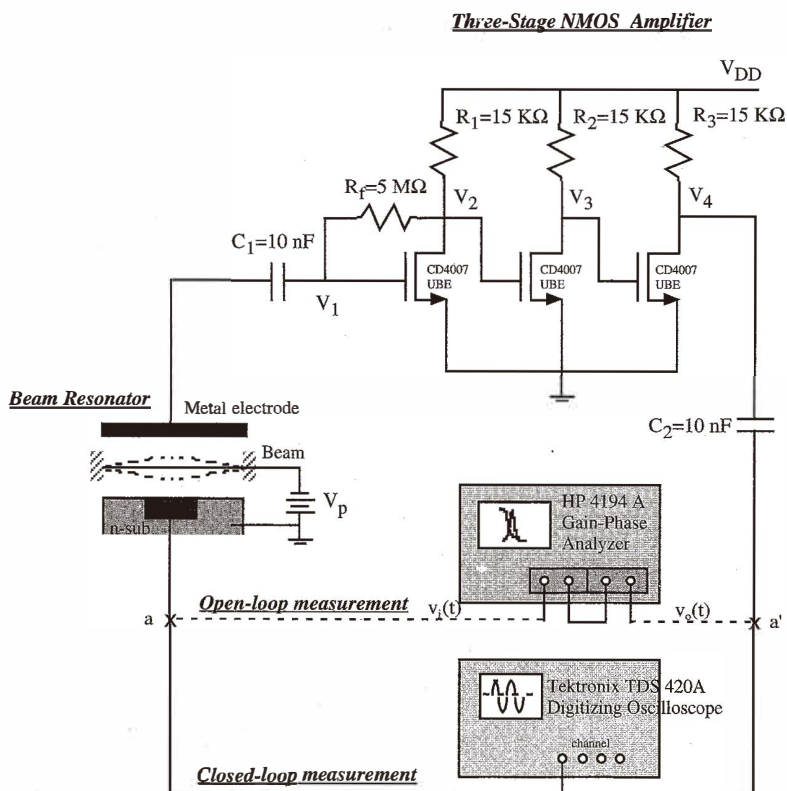 Three-Stage NMOS Amplifier
VDD
R1=15 KΩ R2=15 KΩ R3=15 KΩ
Rf=5 MΩ
V2 V3 V4
C1=10 nF
CD4007
UBE
CD4007
UBE
CD4007
UBE
V1
Beam Resonator
Metal electrode
C2=10 nF
Beam
Vp
n-sub
HP 4194 A
Gain-Phase
Analyzer
Open-loop measurement
vi(t)
vo(t)
a
a'
Tektronix TDS 420A
Digitizing Oscilloscope
channel
Closed-loop measurement